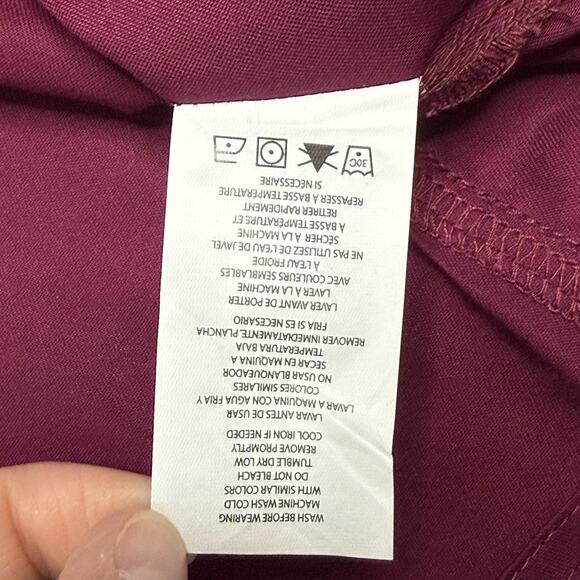 WASH BEFORE WEARING
MACHINE WASH COLD
WITH SIMILAR COLORS
DO NOT BLEACH
TUMBLE DRY LOW
REMOVE PROMPTLY
COOL IRON IF NEEDED
LAVAR ANTES DE USAR
LAVAR A MAQUINA CON AGUA FRIA Y
COLORES SIMILARES
NO USAR BLANQUEADOR
SECAR EN MAQUINA A
TEMPERATURA BAJA
REMOVER INMEDIATAMENTE, PLANCHA
FRIA SI ES NECESARIO
LAVER AVANT DE PORTER
LAVER À LA MACHINE
AVEC COULEURS SEMBLABLES
À L'EAU FROIDE
NE PAS UTILISEZ DE L'EAU DE JAVEL
SÉCHER À LA MACHINE
À BASSE TEMPÉRATURE ET
RETIRER RAPIDEMENT
REPASSER À BASSE TEMPÉRATURE
SI NÉCESSAIRE
30C